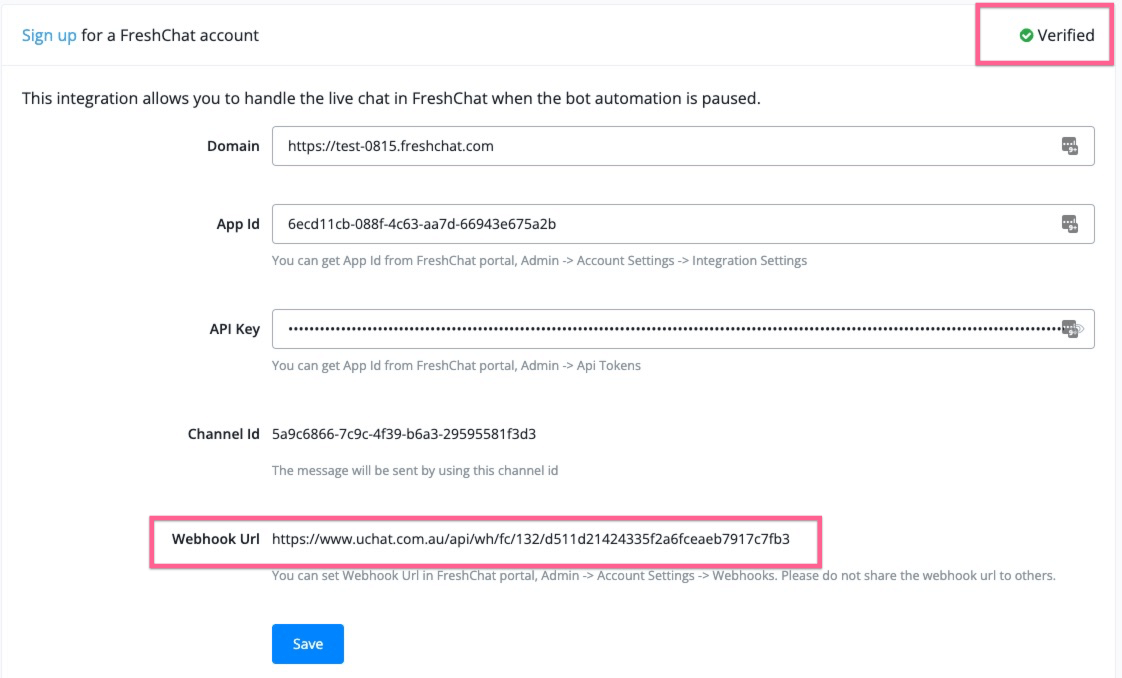 Sign up for a FreshChat account
Verified
This integration allows you to handle the live chat in FreshChat when the bot automation is paused.
Domain https://test-0815.freshchat.com
App Id 6ecd11cb-088f-4c63-aa7d-66943e675a2b
You can get App Id from FreshChat portal, Admin -> Account Settings -> Integration Settings
API Key
You can get App Id from FreshChat portal, Admin -> Api Tokens
Channel Id 5a9c6866-7c9c-4f39-b6a3-29595581f3d3
The message will be sent by using this channel id
Webhook Url https://www.uchat.com.au/api/wh/fc/132/d511d21424335f2a6fceaeb7917c7fb3
You can set Webhook Url in FreshChat portal, Admin -> Account Settings -> Webhooks. Please do not share the webhook url to others.
Save